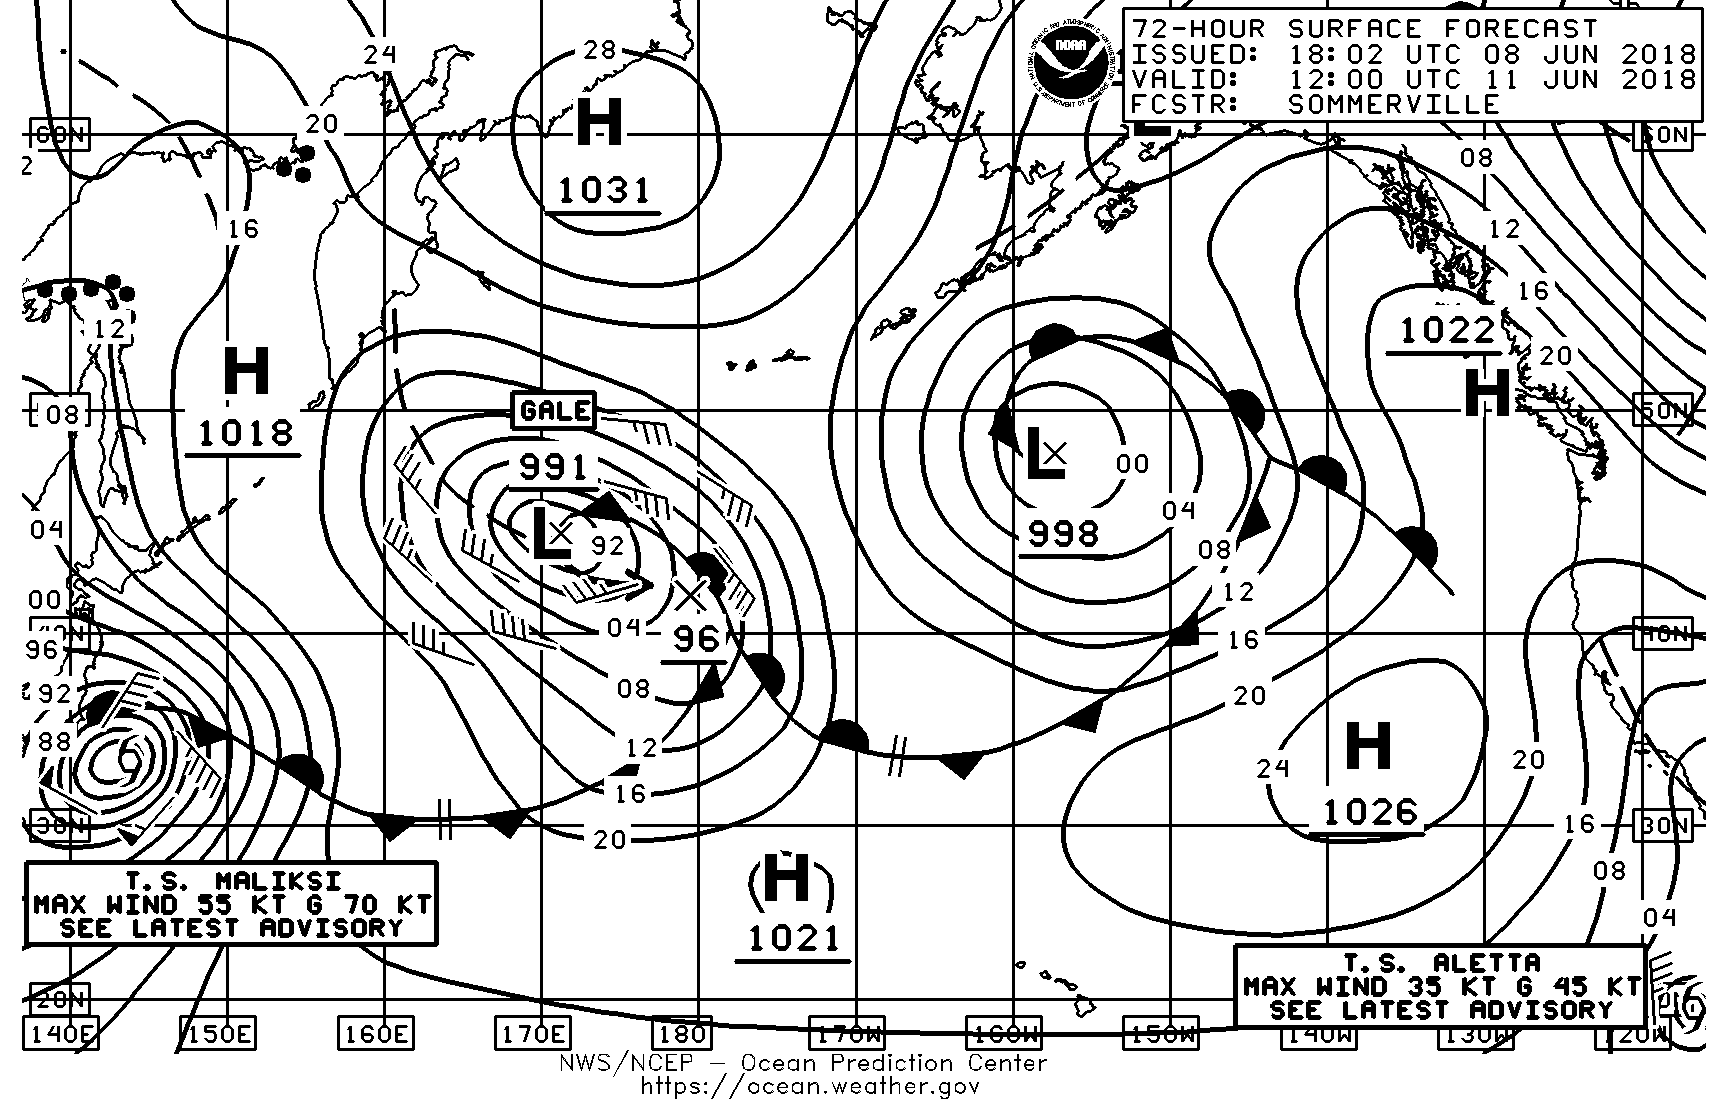 72-HOUR SURFACE FORECAST
ISSUED: 18:02 UTC 08 JUN 2018
VALID: 12:00 UTC 11 JUN 2018
FCSTR: SOMMERVILLE
NOAA
24
28
20
H
1031
60N
60N
L
08
2
16
12
12
16
H
1018
1022
20
H
08
GALE
50N
50N
991
L
92
L
00
998
04
08
04
00
40N
40N
12
96
04
96
16
92
08
20
88
12
H
24
20
16
1026
30N
30N
16
20
H
08
1021
04
T.S. MALIKSI
MAX WIND 55 KT G 70 KT
SEE LATEST ADVISORY
T.S. ALETTA
MAX WIND 35 KT G 45 KT
SEE LATEST ADVISORY
20N
140E 150E 160E 170E 180 170W 160W 150W 140W 130W 120W
NWS/NCEP – Ocean Prediction Center
https://ocean.weather.gov